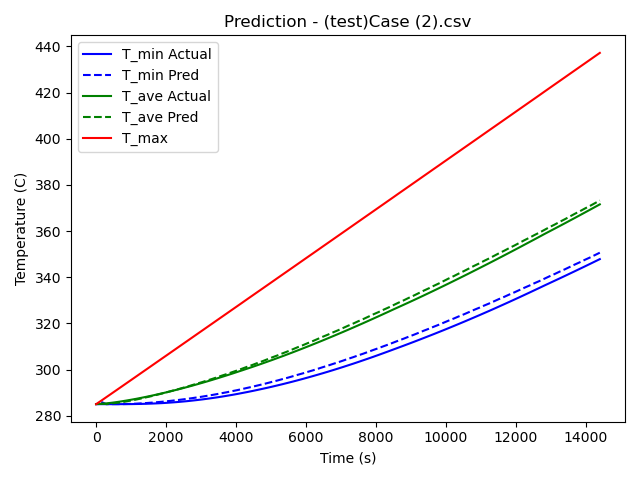 Prediction - (test)Case (2).csv
T_min Actual
T_min Pred
T_ave Actual
T_ave Pred
T_max
Temperature (C)
440
420
400
380
360
340
320
300
280
0 2000 4000 6000 8000 10000 12000 14000
Time (s)